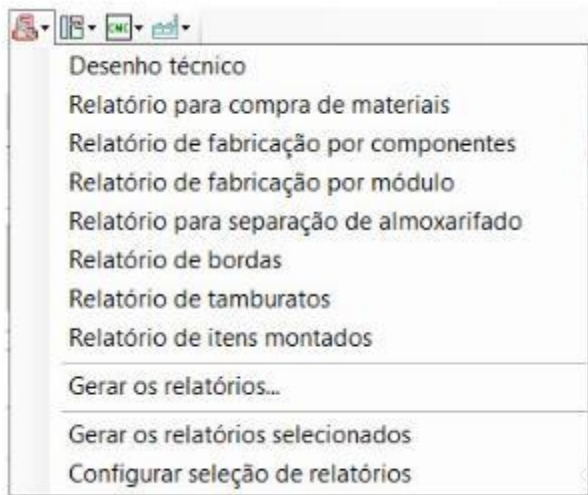 CNC
Desenho técnico
Relatório para compra de materiais
Relatório de fabricação por componentes
Relatório de fabricação por módulo
Relatório para separação de almoxarifado
Relatório de bordas
Relatório de tamburatos
Relatório de itens montados
Gerar os relatórios...
Gerar os relatórios selecionados
Configurar seleção de relatórios